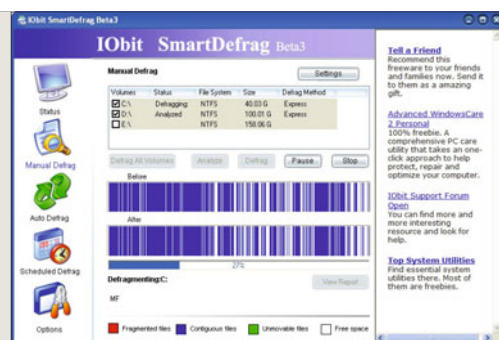 IObit SmartDefrag Beta3
IObit SmartDefrag Beta3
Status
Manual Defrag
Auto Defrag
Scheduled Defrag
Options
Manual Defrag
Settings
Volumes Status File System Size Defrag Method
C:\ Defragging NTFS 40.03 G Express
D:\ Analyzed NTFS 100.01 G Express
E:\ NTFS 158.06 G
Defrag All Volumes Analyze Defrag Pause Stop
Before
After
27%
Defragmenting:C:
View Report
MF
Fragmented files Contiguous files Unmovable files Free space
Tell a Friend
Recommend this
freeware to your friends
and families now. Send it
to them as a amazing
gift.
Advanced WindowsCare
2 Personal
100% freebie. A
comprehensive PC care
utility that takes an one-
click approach to help
protect, repair and
optimize your computer.
IObit Support Forum
Open
You can find more and
more interesting
resource and look for
help.
Top System Utilities
Find essential system
utilities there. Most of
them are freebies.